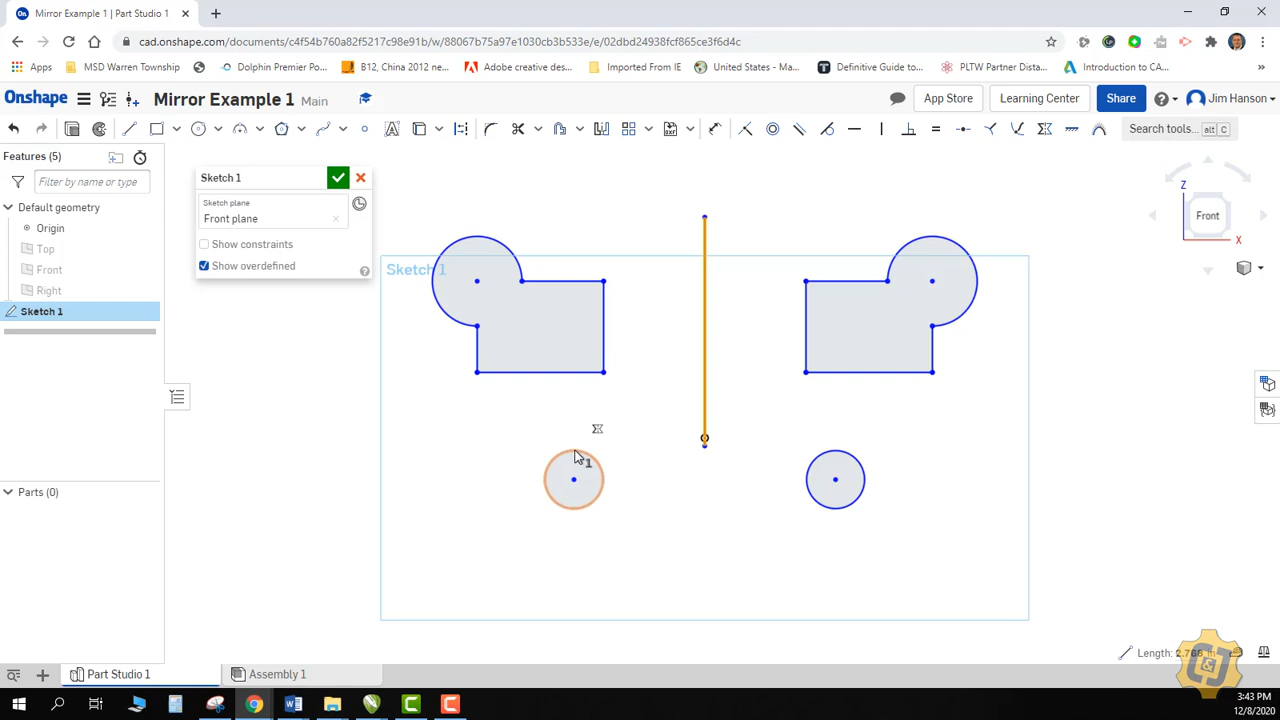 On Mirror Example 1 | Part Studio 1
cad.onshape.com/documents/c4f54b760a82f5217c98e91b/w/88067b75a97e1030cb3b533e/e/02dbd24938fcf865ce3f6d4c
Apps MSD Warren Township Dolphin Premier Po... B12, China 2012 ne... Adobe creative des... Imported From IE United States - Ma... Definitive Guide to... PLTW Partner Distan... Introduction to CA... »
Onshape Mirror Example 1 Main App Store Learning Center Share Jim Hanson
Search tools... alt C
Features (5)
Filter by name or type
Default geometry
Origin
Top
Front
Right
Sketch 1
Parts (0)
Sketch 1
Sketch plane
Front plane
Show constraints
Show overdefined
Sketch 1
1
Z
Front
X
Part Studio 1 Assembly 1
3:43 PM
12/8/2020